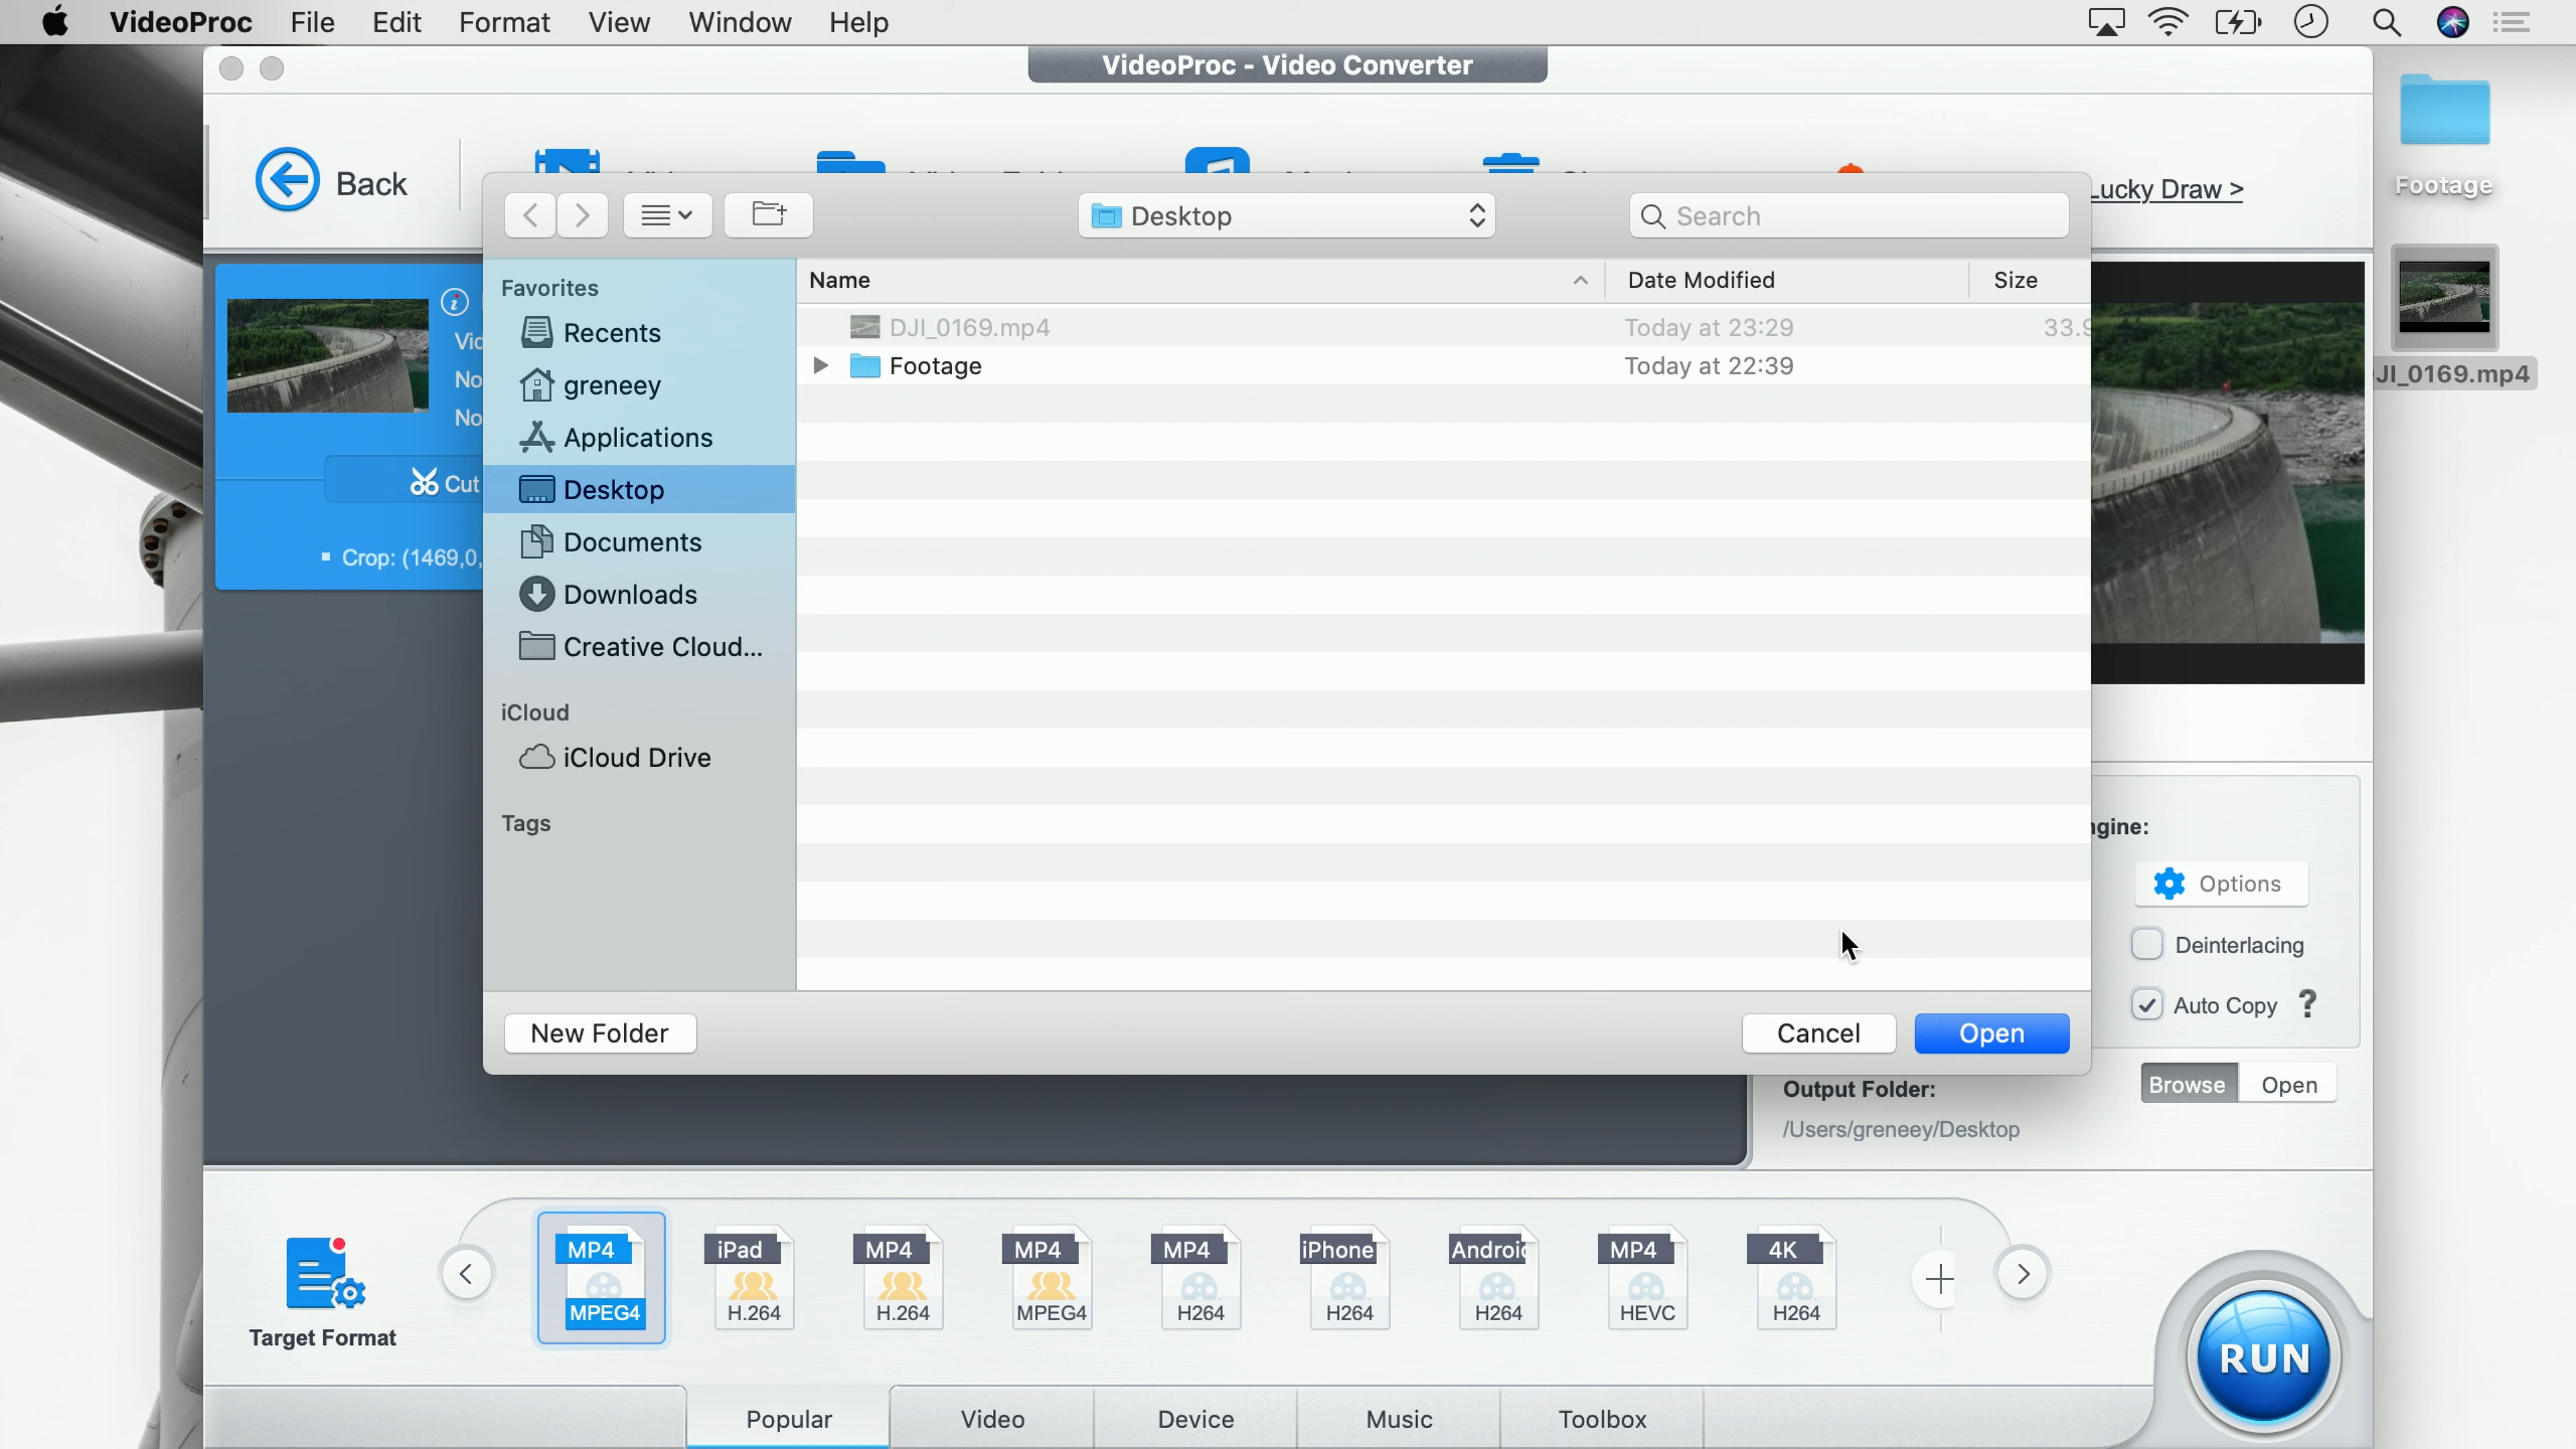 VideoProc File Edit Format View Window Help
VideoProc - Video Converter
Back
Lucky Draw >
Footage
Desktop
Search
Favorites
Name
Date Modified
Size
Recents
DJI_0169.mp4
Today at 23:29
greneey
Footage
Today at 22:39
JI_0169.mp4
Applications
Cut
Desktop
Documents
Crop: (1469,0,
Downloads
Creative Cloud...
iCloud
iCloud Drive
Tags
Options
Deinterlacing
Auto Copy ?
New Folder
Cancel
Open
Output Folder:
Browse
Open
/Users/greneey/Desktop
MP4
MPEG4
iPad
H.264
MP4
H.264
MP4
MPEG4
MP4
H264
iPhone
H264
Android
H264
MP4
HEVC
4K
H264
Target Format
RUN
Popular
Video
Device
Music
Toolbox